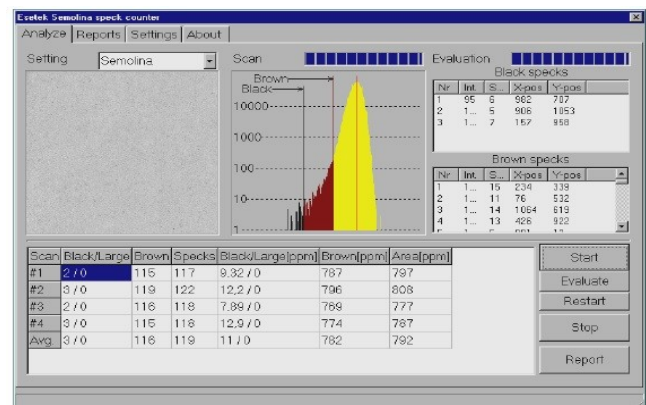 Esetek Semolina speck counter
Analyze Reports Settings About
Setting Semolina
Scan
Brown
Black
10000
1000
100
10
1
Evaluation
Black specks
Nr Int. S... X-pos Y-pos
1 95 6 982 707
2 1... 5 906 1053
3 1... 7 157 958
Brown specks
Nr Int. S... X-pos Y-pos
1 1... 15 234 339
2 1... 11 76 532
3 1... 14 1064 619
4 1... 13 426 922
Scan Black/Large Brown Specks Black/Large[ppm] Brown[ppm] Area[ppm]
#1 2 / 0 115 117 9.32 / 0 787 797
#2 3 / 0 119 122 12,2 / 0 796 808
#3 2 / 0 116 118 7.89 / 0 769 777
#4 3 / 0 115 118 12,9 / 0 774 787
Avg. 3 / 0 116 119 11 / 0 782 792
Start
Evaluate
Restart
Stop
Report